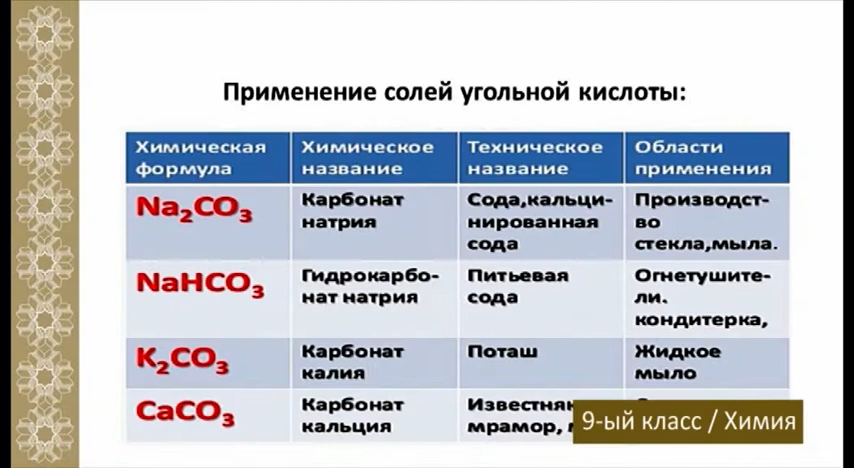 Применение солей угольной кислоты:
Химическая
формула
Химическое
название
Техническое
название
Области
применения
Na₂CO₃
Карбонат
натрия
Сода,кальци-
нированная
сода
Производст-
во
стекла,мыла.
NaHCO₃
Гидрокарбо-
нат натрия
Питьевая
сода
Огнетушите-
ли.
кондитерка,
K₂CO₃
Карбонат
калия
Поташ
Жидкое
мыло
CaCO₃
Карбонат
кальция
мрамор,
9-ый класс / Химия